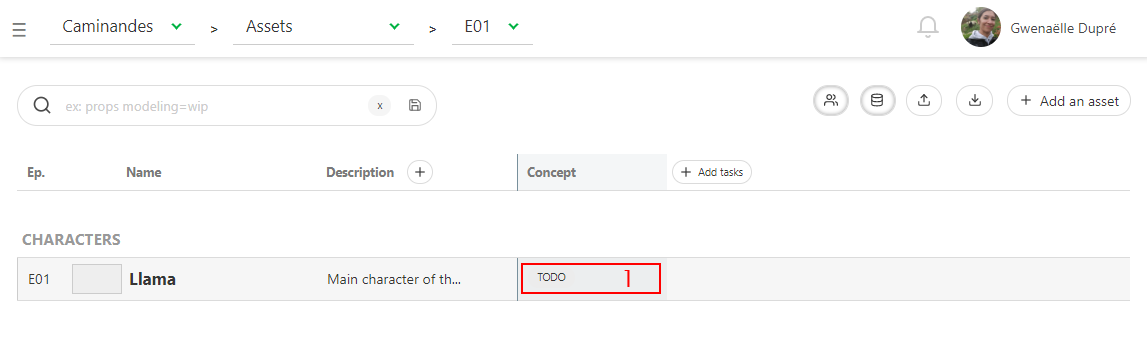 Caminandes > Assets > E01 Gwenaëlle Dupré
ex: props modeling=wip x + Add an asset
Ep. Name Description + Concept + Add tasks
CHARACTERS
E01 Llama Main character of th... TODO 1